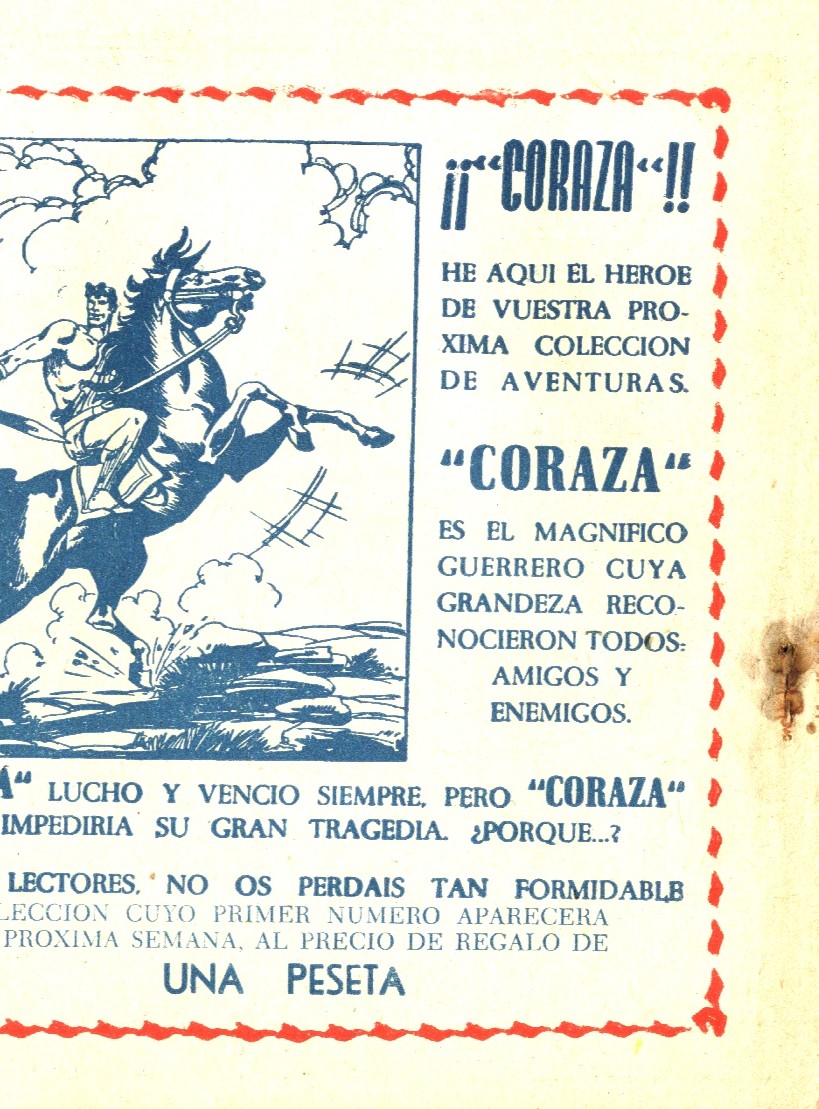 ¡¡"CORAZA"!!
HE AQUI EL HEROE
DE VUESTRA PRO-
XIMA COLECCION
DE AVENTURAS.
"CORAZA"
ES EL MAGNIFICO
GUERRERO CUYA
GRANDEZA RECO-
NOCIERON TODOS:
AMIGOS Y
ENEMIGOS.
A" LUCHO Y VENCIO SIEMPRE, PERO "CORAZA"
IMPEDIRIA SU GRAN TRAGEDIA. ¿PORQUE...?
LECTORES, NO OS PERDAIS TAN FORMIDABLE
LECCION CUYO PRIMER NUMERO APARECERA
PROXIMA SEMANA, AL PRECIO DE REGALO DE
UNA PESETA